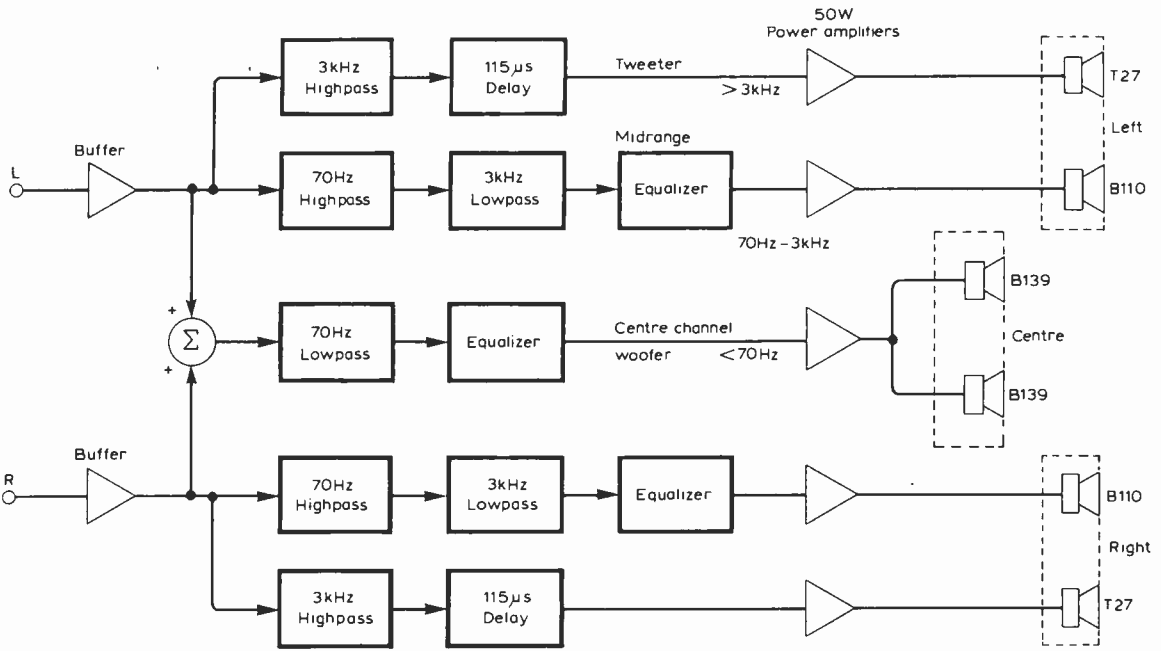 50W
Power amplifiers
3kHz
Highpass
115µs
Delay
Tweeter
>3kHz
T27
Left
Buffer
L
70Hz
Highpass
3kHz
Lowpass
Midrange
Equalizer
70Hz-3kHz
B110
+
Σ
+
70Hz
Lowpass
Equalizer
Centre channel
woofer <70Hz
B139
Centre
B139
Buffer
R
70Hz
Highpass
3kHz
Lowpass
Equalizer
B110
Right
3kHz
Highpass
115µs
Delay
T27